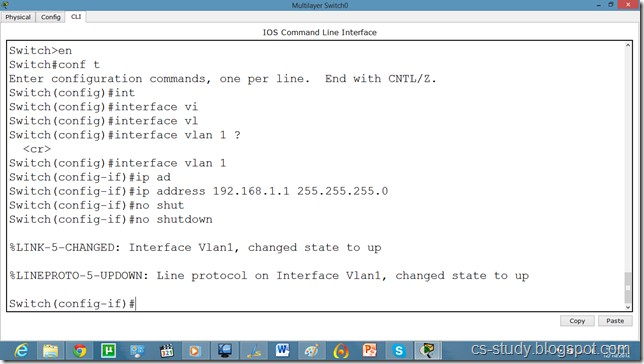 Multilayer Switch0
Physical Config CLI
IOS Command Line Interface
Switch>en
Switch#conf t
Enter configuration commands, one per line.  End with CNTL/Z.
Switch(config)#int
Switch(config)#interface vi
Switch(config)#interface vl
Switch(config)#interface vlan 1 ?
  <cr>
Switch(config)#interface vlan 1
Switch(config-if)#ip ad
Switch(config-if)#ip address 192.168.1.1 255.255.255.0
Switch(config-if)#no shut
Switch(config-if)#no shutdown
%LINK-5-CHANGED: Interface Vlan1, changed state to up
%LINEPROTO-5-UPDOWN: Line protocol on Interface Vlan1, changed state to up
Switch(config-if)#
Copy Paste
cs-study.blogspot.com